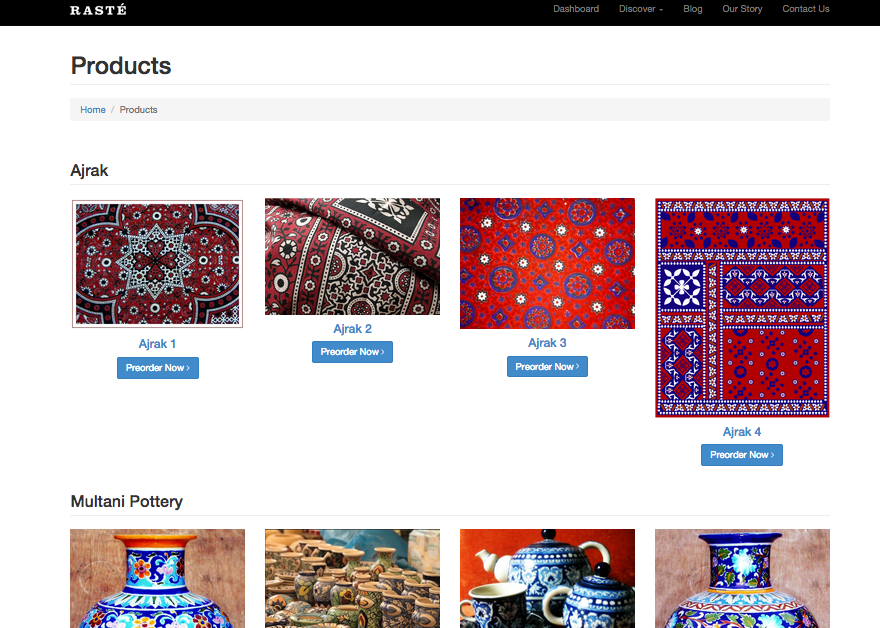 RASTÉ
Dashboard Discover Blog Our Story Contact Us
Products
Home / Products
Ajrak
Ajrak 1
Preorder Now ›
Ajrak 2
Preorder Now ›
Ajrak 3
Preorder Now ›
Ajrak 4
Preorder Now ›
Multani Pottery